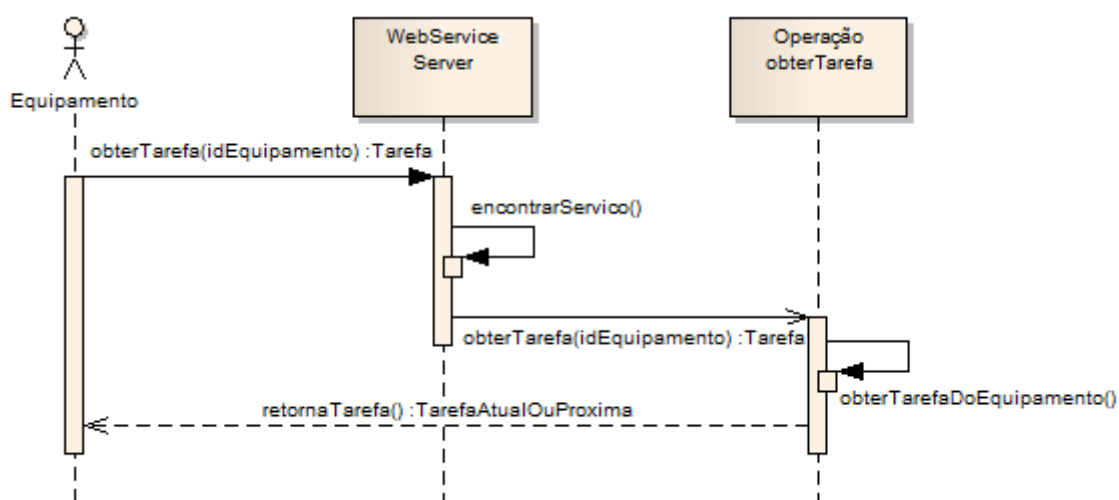 WebService
Server
Operação
obterTarefa
Equipamento
obterTarefa(idEquipamento) :Tarefa
encontrarServico()
obterTarefa(idEquipamento) :Tarefa
obterTarefaDoEquipamento()
retornaTarefa() :TarefaAtualOuProxima